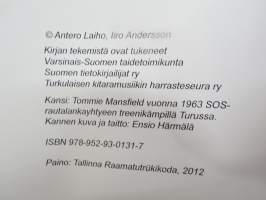 © Antero Laiho, Iiro Andersson
Kirjan tekemistä ovat tukeneet
Varsinais-Suomen taidetoimikunta
Suomen tietokirjailijat ry
Turkulaisen kitaramusiikin harrasteseura ry
Kansi: Tommie Mansfield vuonna 1963 SOS-
rautalankayhtyeen treenikämpillä Turussa.
Kannen kuva ja taitto: Ensio Härmälä
ISBN 978-952-93-0131-7
Paino: Tallinna Raamatutrükikoda, 2012